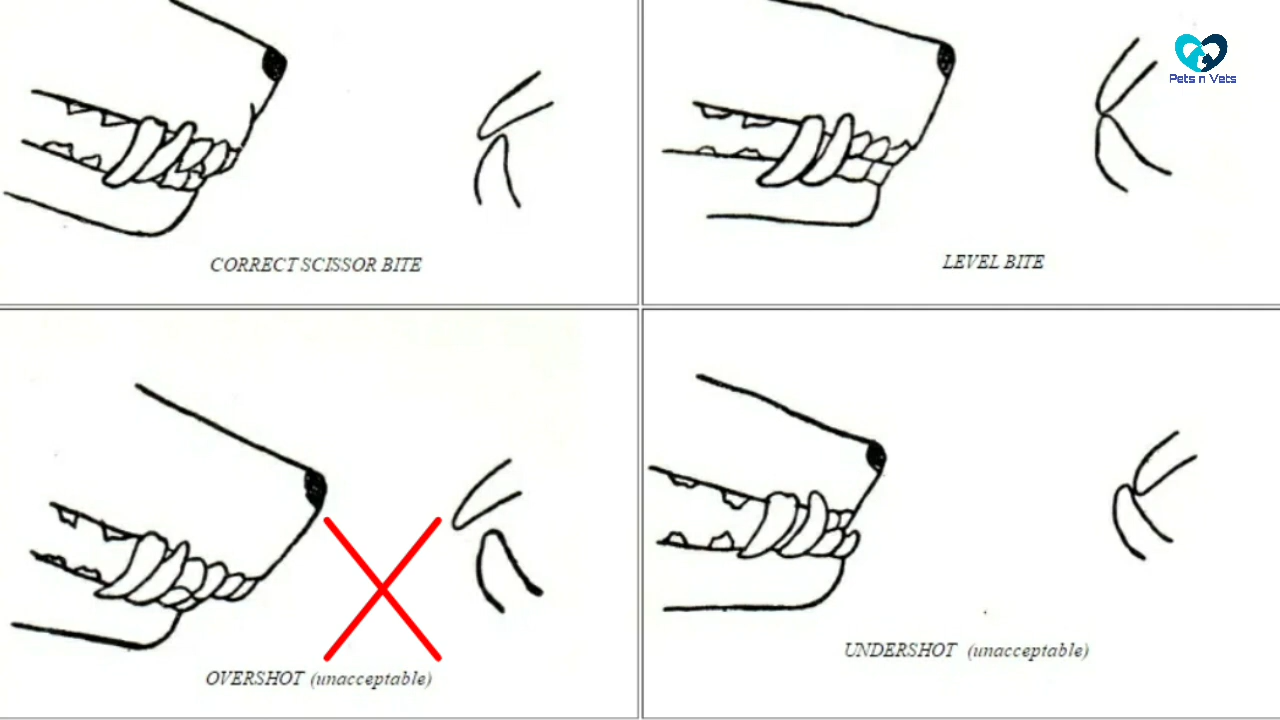 Pets n Vets
CORRECT SCISSOR BITE
LEVEL BITE
OVERSHOT (unacceptable)
UNDERSHOT (unacceptable)